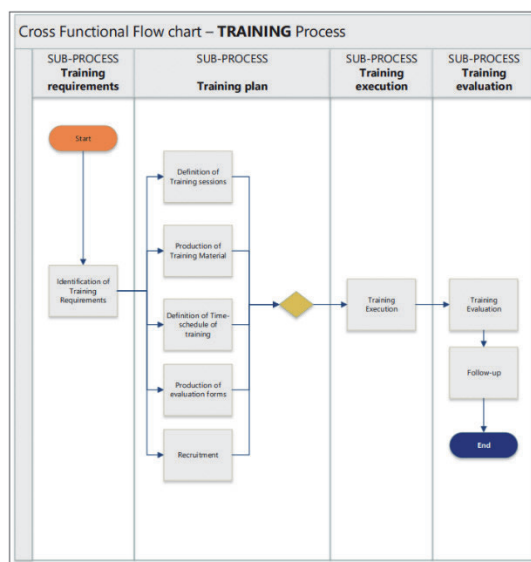 Cross Functional Flow chart – TRAINING Process
SUB-PROCESS
Training
requirements
SUB-PROCESS
Training plan
SUB-PROCESS
Training
execution
SUB-PROCESS
Training
evaluation
Start
Definition of
Training sessions
Production of
Training Material
Identification of
Training
Requirements
Definition of Time-
schedule of
training
Production of
evaluation forms
Recruitment
Training
Execution
Training
Evaluation
Follow-up
End